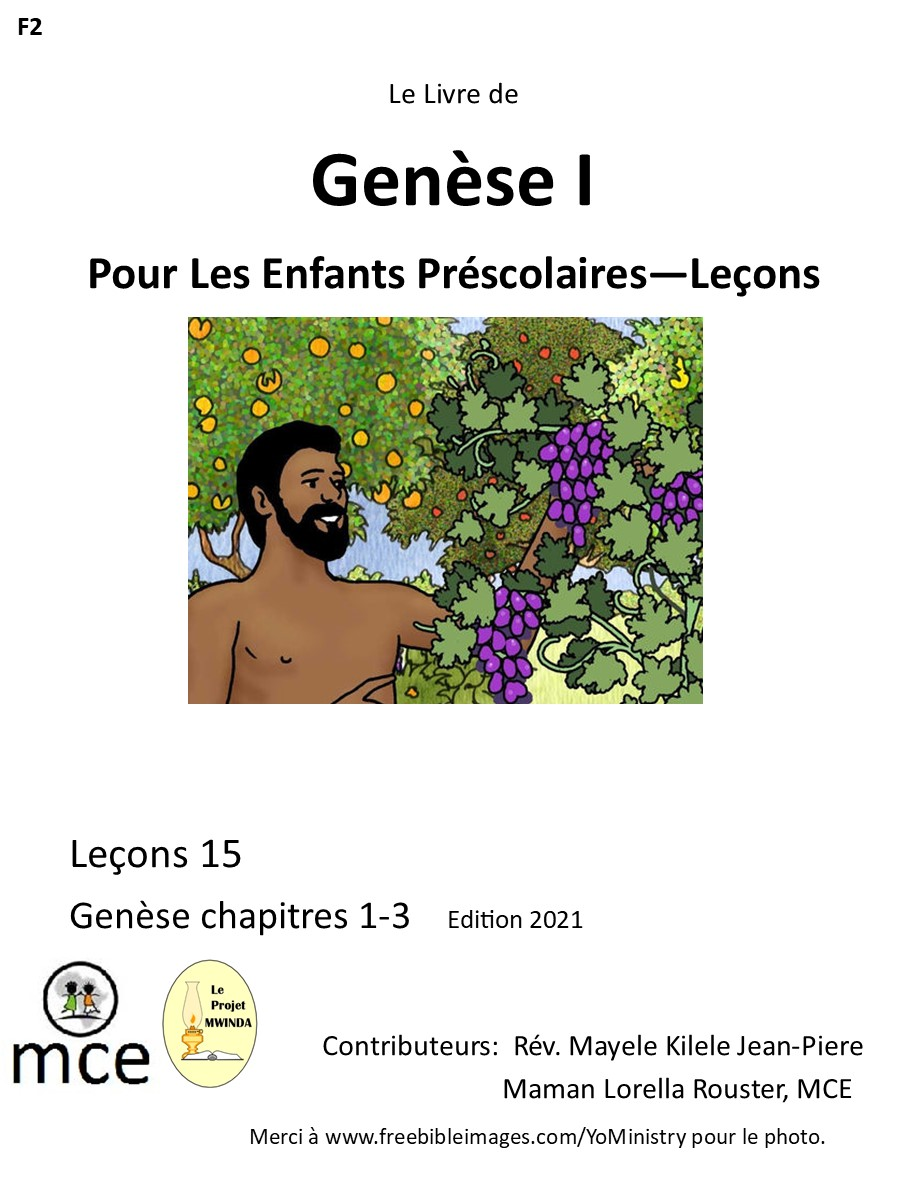 F2
Le Livre de
Genèse I
Pour Les Enfants Préscolaires—Leçons
Leçons 15
Genèse chapitres 1-3 Edition 2021
Le
Projet
MWINDA
mce
Contributeurs: Rév. Mayele Kilele Jean-Piere
Maman Lorella Rouster, MCE
Merci à www.freebibleimages.com/YoMinistry pour le photo.